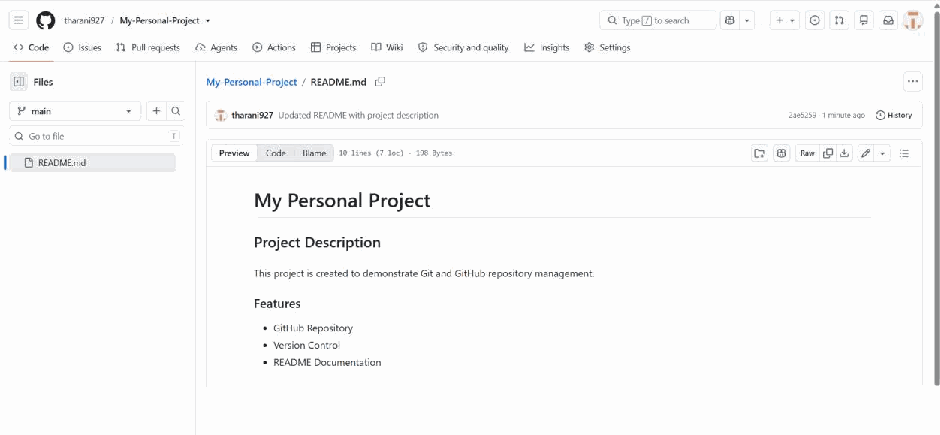 tharani927 / My-Personal-Project
Type / to search
Code Issues Pull requests Agents Actions Projects Wiki Security and quality Insights Settings
Files
My-Personal-Project / README.md
main
tharani927 Updated README with project description
2ae5259 · 1 minute ago History
Go to file
README.md
Preview Code Blame 10 lines (7 loc) · 198 Bytes
Raw
My Personal Project
Project Description
This project is created to demonstrate Git and GitHub repository management.
Features
• GitHub Repository
• Version Control
• README Documentation